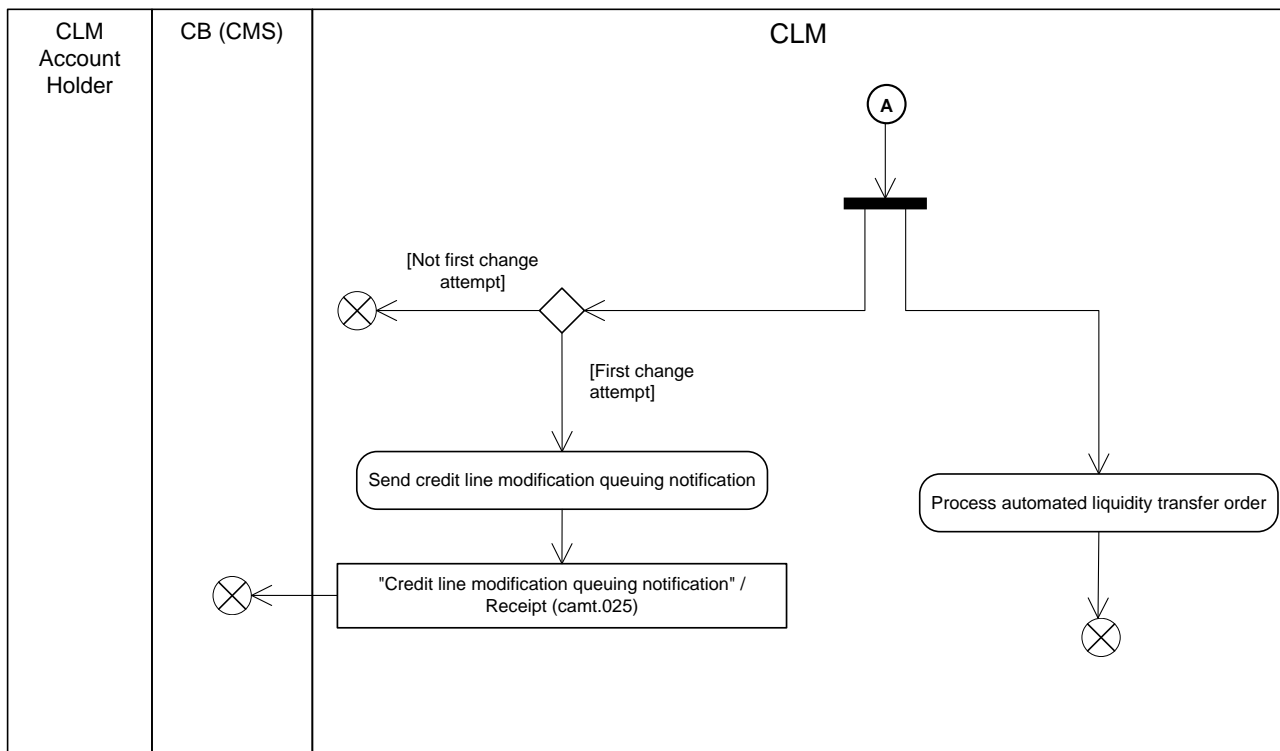 CLM
Account
Holder
CB (CMS)
CLM
A
[Not first change
attempt]
[First change
attempt]
Send credit line modification queuing notification
Process automated liquidity transfer order
"Credit line modification queuing notification" /
Receipt (camt.025)